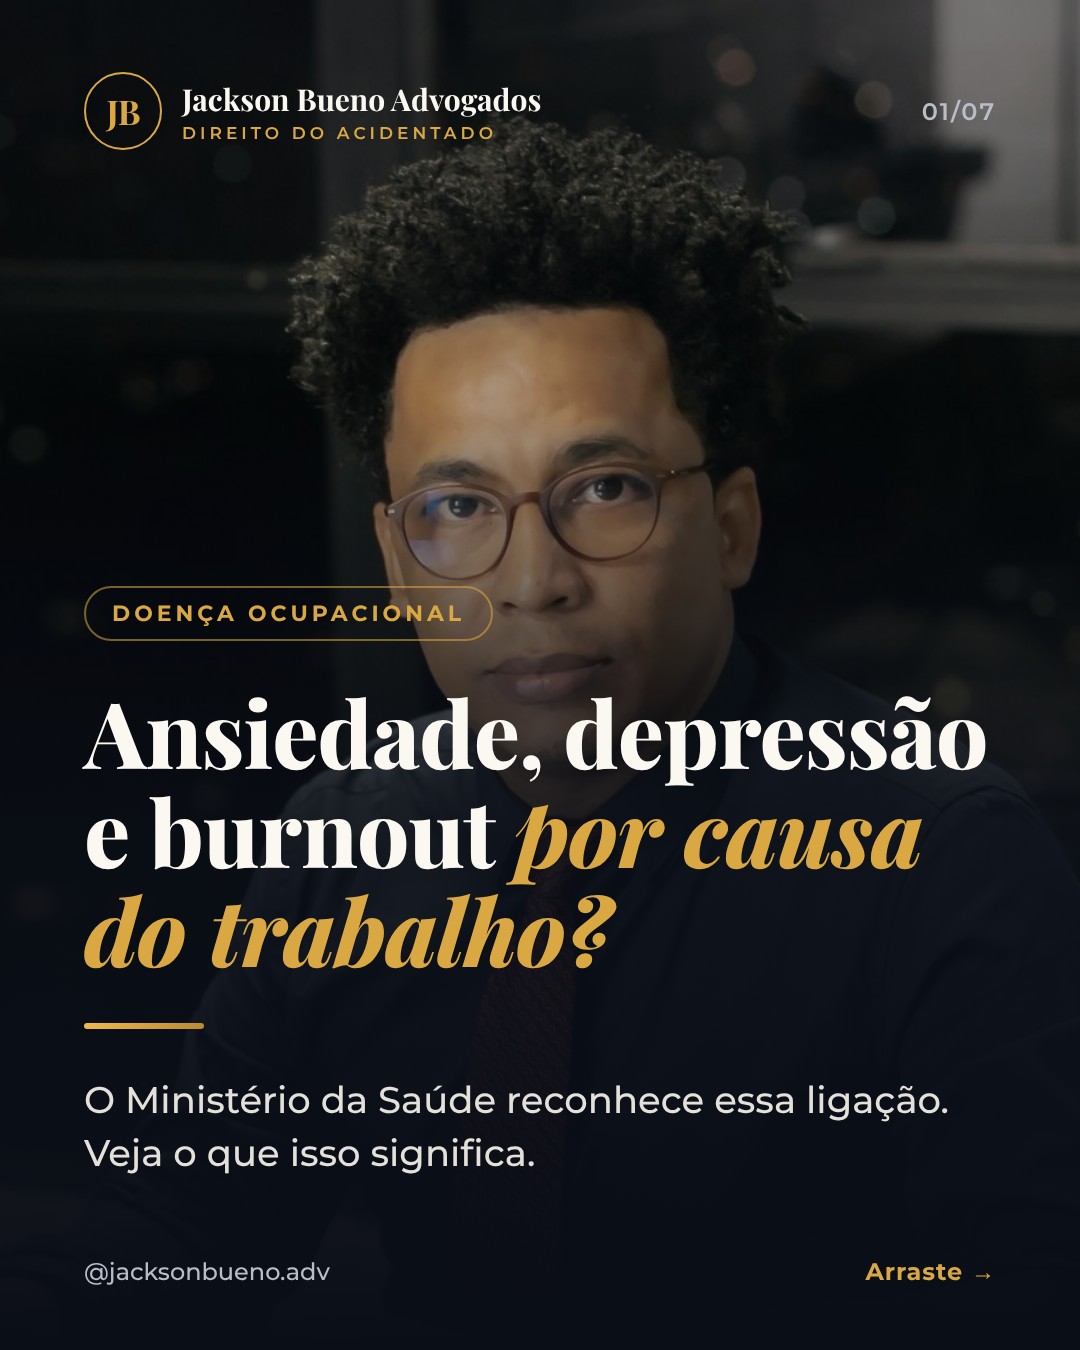 JB
Jackson Bueno Advogados
DIREITO DO ACIDENTADO
01/07
DOENÇA OCUPACIONAL
Ansiedade, depressão
e burnout por causa
do trabalho?
O Ministério da Saúde reconhece essa ligação.
Veja o que isso significa.
@jacksonbueno.adv
Arraste →